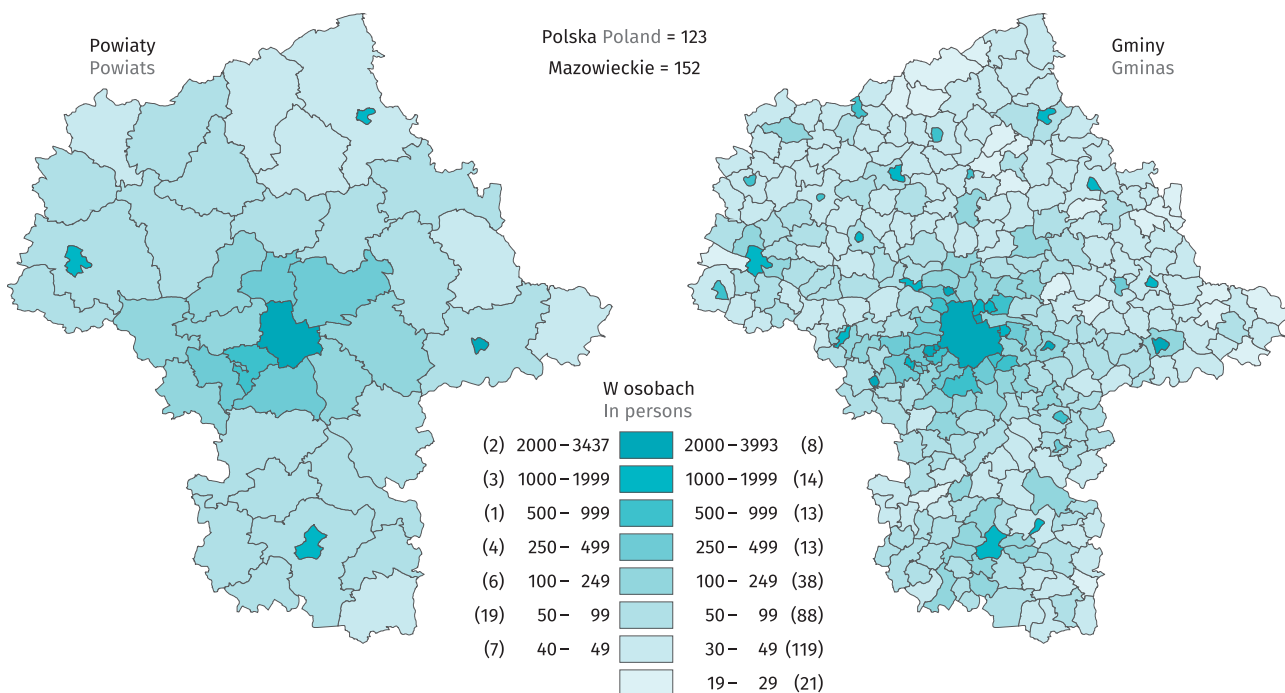 Powiaty
Powiats
Polska Poland = 123
Mazowieckie = 152
Gminy
Gminas
W osobach
In persons
(2) 2000 – 3437 2000 – 3993 (8)
(3) 1000 – 1999 1000 – 1999 (14)
(1) 500 – 999 500 – 999 (13)
(4) 250 – 499 250 – 499 (13)
(6) 100 – 249 100 – 249 (38)
(19) 50 – 99 50 – 99 (88)
(7) 40 – 49 30 – 49 (119)
19 – 29 (21)